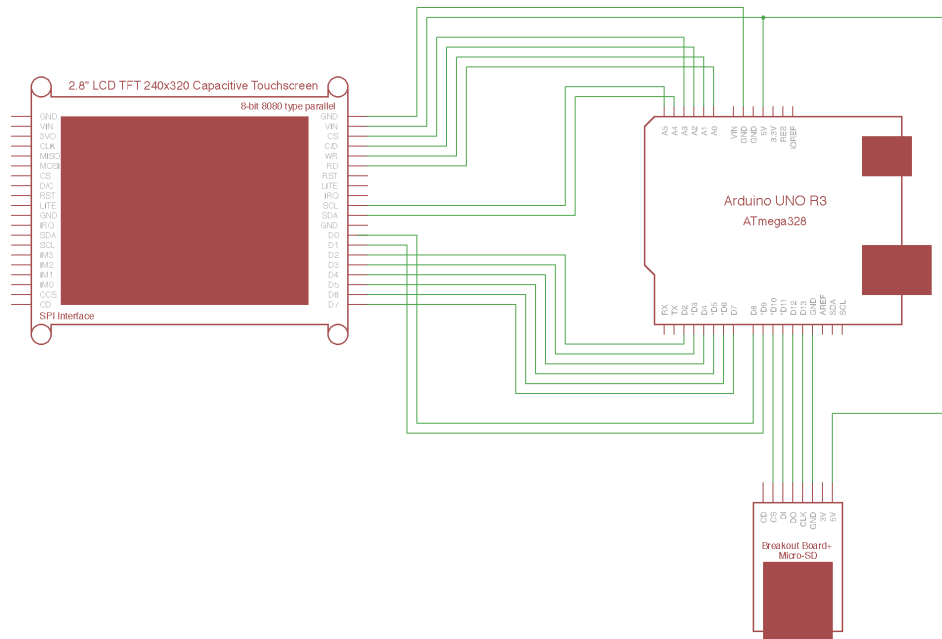 2.8" LCD TFT 240x320 Capacitive Touchscreen
8-bit 8080 type parallel
GND
VIN
3VO
CLK
MISO
MOSI
CS
D/C
RST
LITE
GND
IRQ
SDA
SCL
IM3
IM2
IM1
IM0
CCS
CD
GND
VIN
CS
C/D
WR
RD
RST
LITE
IRQ
SCL
SDA
GND
D0
D1
D2
D3
D4
D5
D6
D7
SPI Interface
A5
A4
A3
A2
A1
A0
VIN
GND
GND
5V
3.3V
RES
IOREF
Arduino UNO R3
ATmega328
RX
TX
D2
*D3
D4
*D5
*D6
D7
D8
*D9
*D10
*D11
D12
D13
GND
AREF
SDA
SCL
CD
CS
DI
DO
CLK
GND
3V
5V
Breakout Board+
Micro-SD